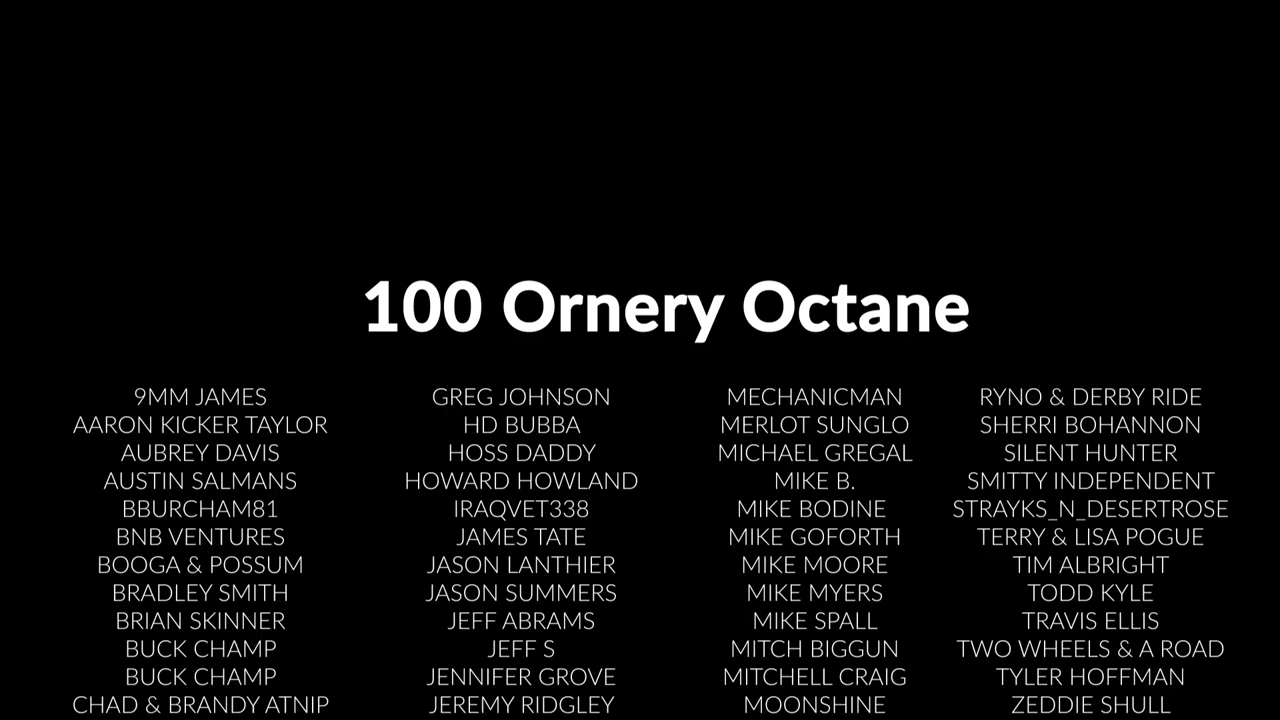 100 Ornery Octane
9MM JAMES
AARON KICKER TAYLOR
AUBREY DAVIS
AUSTIN SALMANS
BBURCHAM81
BNB VENTURES
BOOGA & POSSUM
BRADLEY SMITH
BRIAN SKINNER
BUCK CHAMP
BUCK CHAMP
CHAD & BRANDY ATNIP
GREG JOHNSON
HD BUBBA
HOSS DADDY
HOWARD HOWLAND
IRAQVET338
JAMES TATE
JASON LANTHIER
JASON SUMMERS
JEFF ABRAMS
JEFF S
JENNIFER GROVE
JEREMY RIDGLEY
MECHANICMAN
MERLOT SUNGLO
MICHAEL GREGAL
MIKE B.
MIKE BODINE
MIKE GOFORTH
MIKE MOORE
MIKE MYERS
MIKE SPALL
MITCH BIGGUN
MITCHELL CRAIG
MOONSHINE
RYNO & DERBY RIDE
SHERRI BOHANNON
SILENT HUNTER
SMITTY INDEPENDENT
STRAYKS_N_DESERTROSE
TERRY & LISA POGUE
TIM ALBRIGHT
TODD KYLE
TRAVIS ELLIS
TWO WHEELS & A ROAD
TYLER HOFFMAN
ZEDDIE SHULL